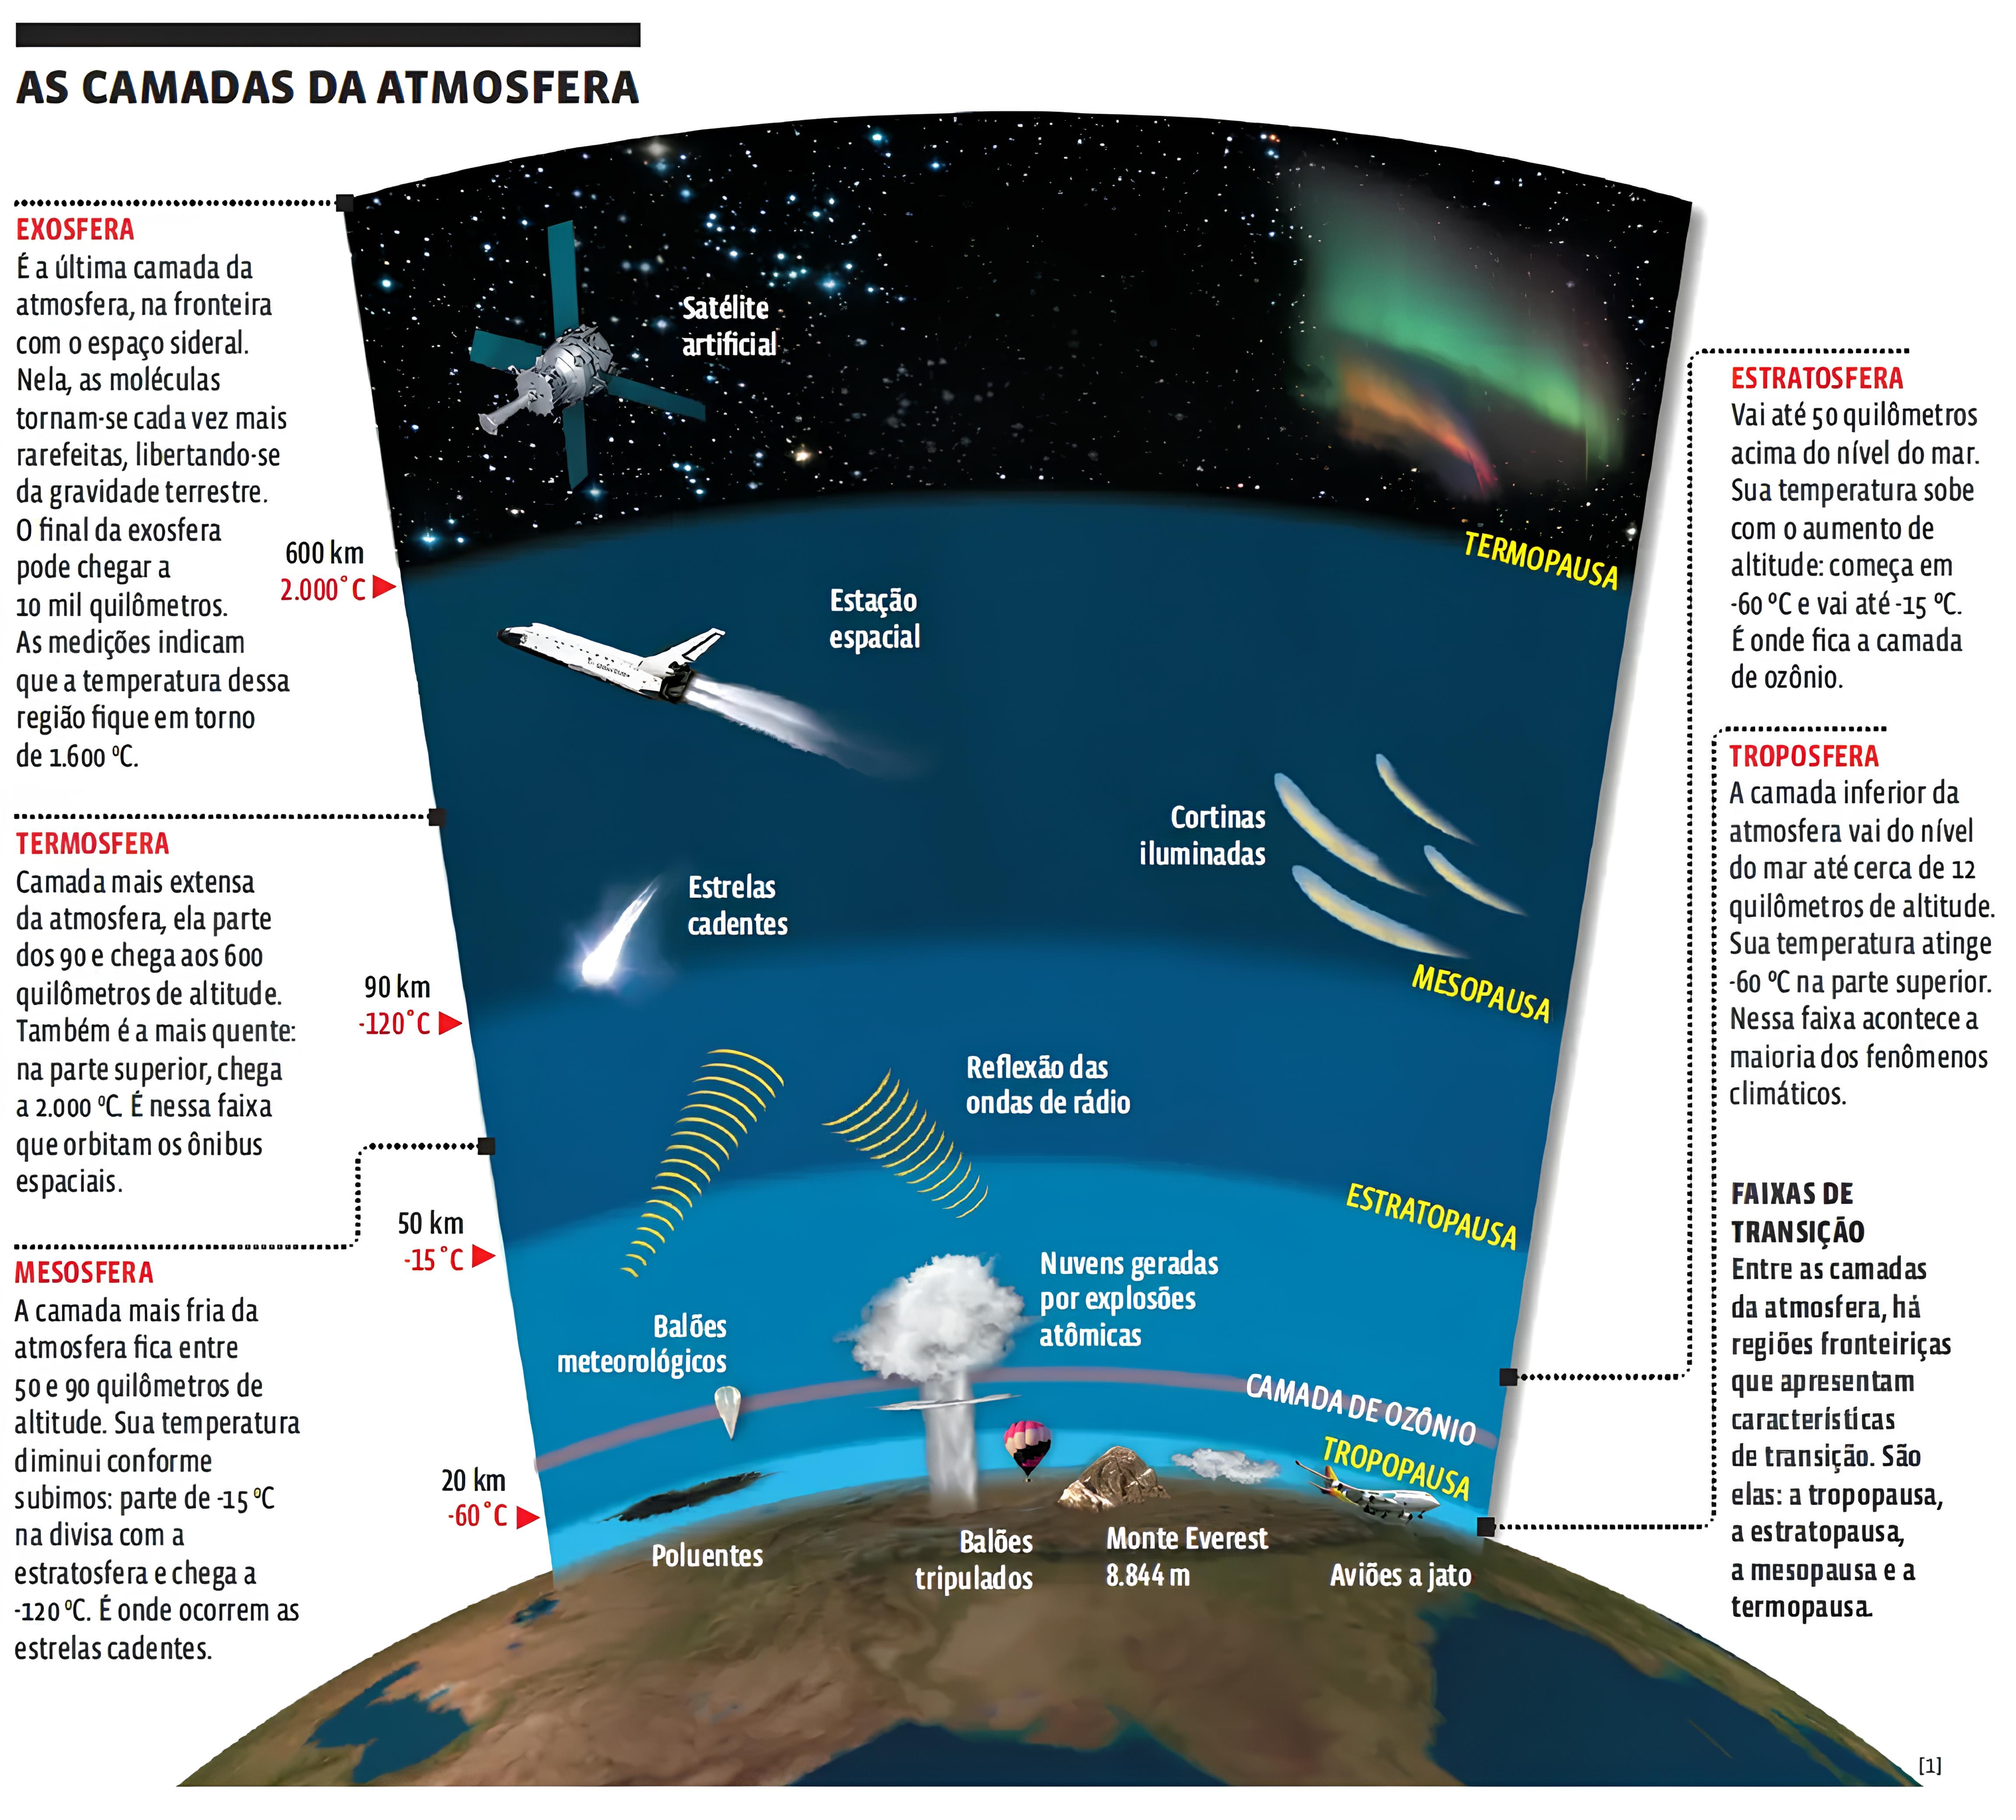 AS CAMADAS DA ATMOSFERA
EXOSFERA
É a última camada da
atmosfera, na fronteira
com o espaço sideral.
Nela, as moléculas
tornam-se cada vez mais
rarefeitas, libertando-se
da gravidade terrestre.
O final da exosfera
pode chegar a
10 mil quilômetros.
As medições indicam
que a temperatura dessa
região fique em torno
de 1.600 ºC.
TERMOSFERA
Camada mais extensa
da atmosfera, ela parte
dos 90 e chega aos 600
quilômetros de altitude.
Também é a mais quente:
na parte superior, chega
a 2.000 ºC. É nessa faixa
que orbitam os ônibus
espaciais.
MESOSFERA
A camada mais fria da
atmosfera fica entre
50 e 90 quilômetros de
altitude. Sua temperatura
diminui conforme
subimos: parte de -15 ºC
na divisa com a
estratosfera e chega a
-120 ºC. É onde ocorrem as
estrelas cadentes.
600 km
2.000°C
90 km
-120°C
50 km
-15°C
20 km
-60°C
Satélite
artificial
TERMOPAUSA
Estação
espacial
Cortinas
iluminadas
Estrelas
cadentes
MESOPAUSA
Reflexão das
ondas de rádio
ESTRATOPAUSA
Nuvens geradas
por explosões
atômicas
Balões
meteorológicos
CAMADA DE OZÔNIO
TROPOPAUSA
Poluentes
Balões
tripulados
Monte Everest
8.844 m
Aviões a jato
ESTRATOSFERA
Vai até 50 quilômetros
acima do nível do mar.
Sua temperatura sobe
com o aumento de
altitude: começa em
-60 ºC e vai até -15 ºC.
É onde fica a camada
de ozônio.
TROPOSFERA
A camada inferior da
atmosfera vai do nível
do mar até cerca de 12
quilômetros de altitude.
Sua temperatura atinge
-60 ºC na parte superior.
Nessa faixa acontece a
maioria dos fenômenos
climáticos.
FAIXAS DE
TRANSIÇÃO
Entre as camadas
da atmosfera, há
regiões fronteiriças
que apresentam
características
de transição. São
elas: a tropopausa,
a estratopausa,
a mesopausa e a
termopausa.
[1]